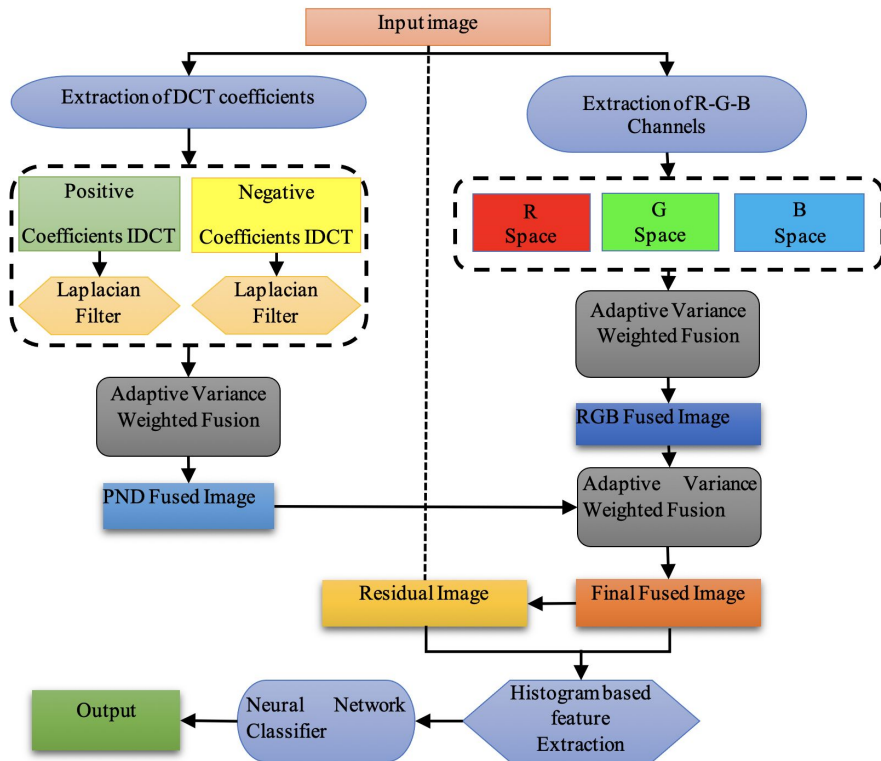 Input image
Extraction of DCT coefficients
Extraction of R-G-B
Channels
Positive
Coefficients IDCT
Negative
Coefficients IDCT
R
Space
G
Space
B
Space
Laplacian
Filter
Laplacian
Filter
Adaptive Variance
Weighted Fusion
Adaptive Variance
Weighted Fusion
RGB Fused Image
PND Fused Image
Adaptive Variance
Weighted Fusion
Residual Image
Final Fused Image
Histogram based
feature
Extraction
Neural Network
Classifier
Output